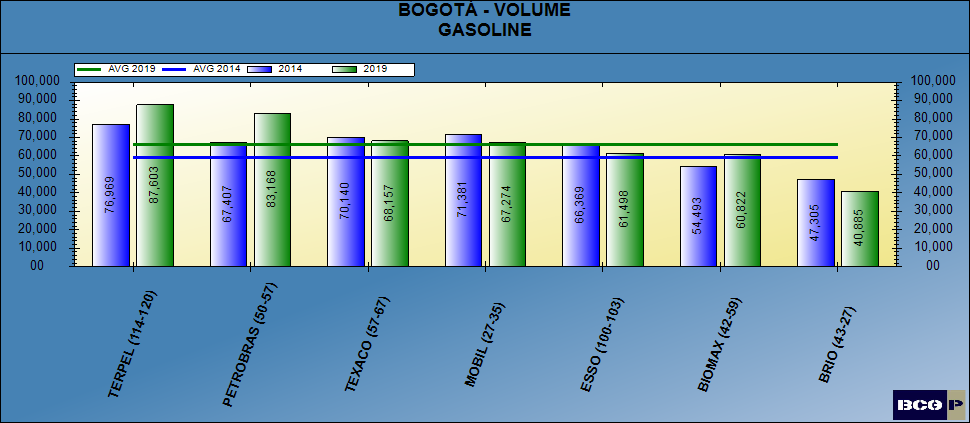 BOGOTÁ - VOLUME
GASOLINE
AVG 2019 AVG 2014 2014 2019
100,000 100,000
90,000 90,000
80,000 80,000
70,000 70,000
60,000 60,000
50,000 50,000
40,000 40,000
30,000 30,000
20,000 20,000
10,000 10,000
00 00
76,969 87,603 67,407 83,168 70,140 68,157 71,381 67,274 66,369 61,498 54,493 60,822 47,305 40,885
TERPEL (114-120)
PETROBRAS (50-57)
TEXACO (57-67)
MOBIL (27-35)
ESSO (100-103)
BIOMAX (42-59)
BRIO (43-27)
BCG P